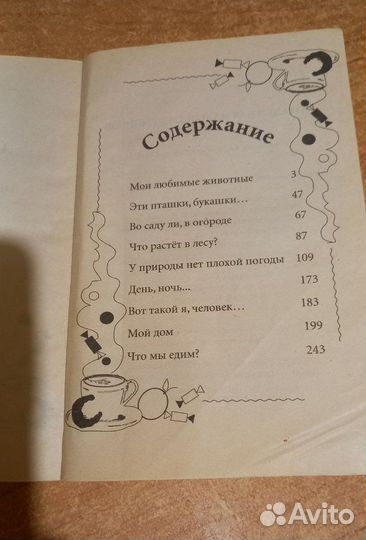 Содержание
Мои любимые животные 3
Эти пташки, букашки... 47
Во саду ли, в огороде 67
Что растёт в лесу? 87
У природы нет плохой погоды 109
День, ночь... 173
Вот такой я, человек... 183
Мой дом 199
Что мы едим? 243
Avito